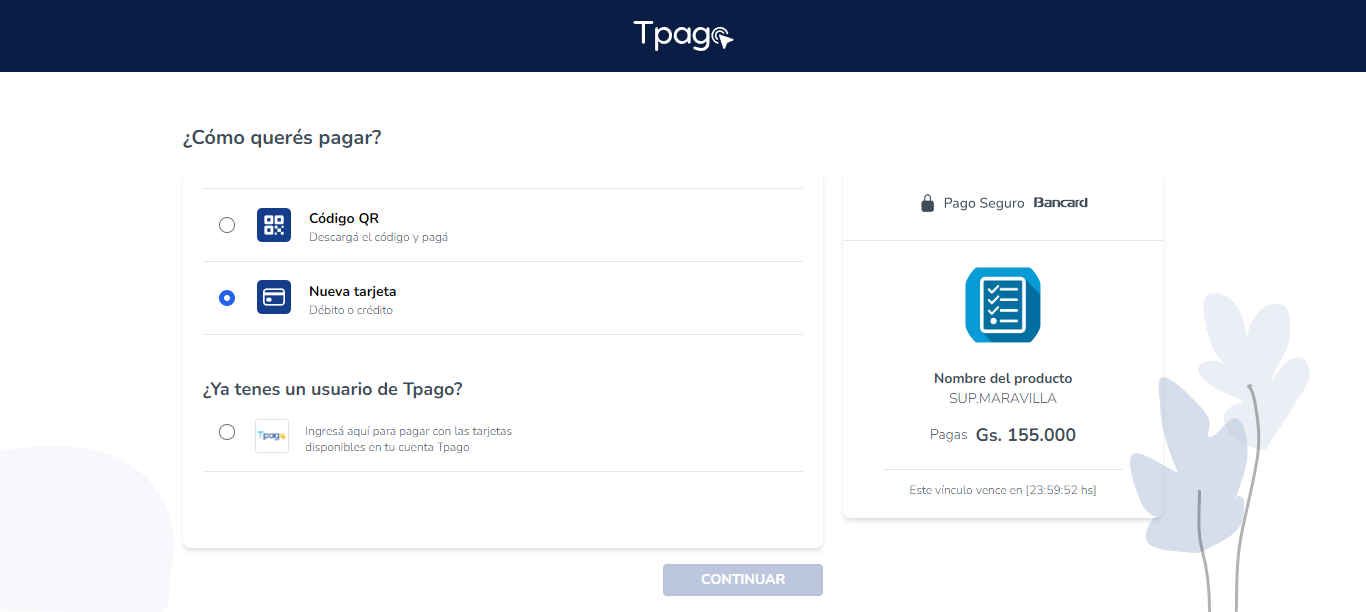 Tpago
¿Cómo querés pagar?
Código QR
Descargá el código y pagá
Nueva tarjeta
Débito o crédito
¿Ya tenes un usuario de Tpago?
Tpago
Ingresá aquí para pagar con las tarjetas
disponibles en tu cuenta Tpago
CONTINUAR
Pago Seguro Bancard
Nombre del producto
SUP.MARAVILLA
Pagas Gs. 155.000
Este vínculo vence en [23:59:52 hs]